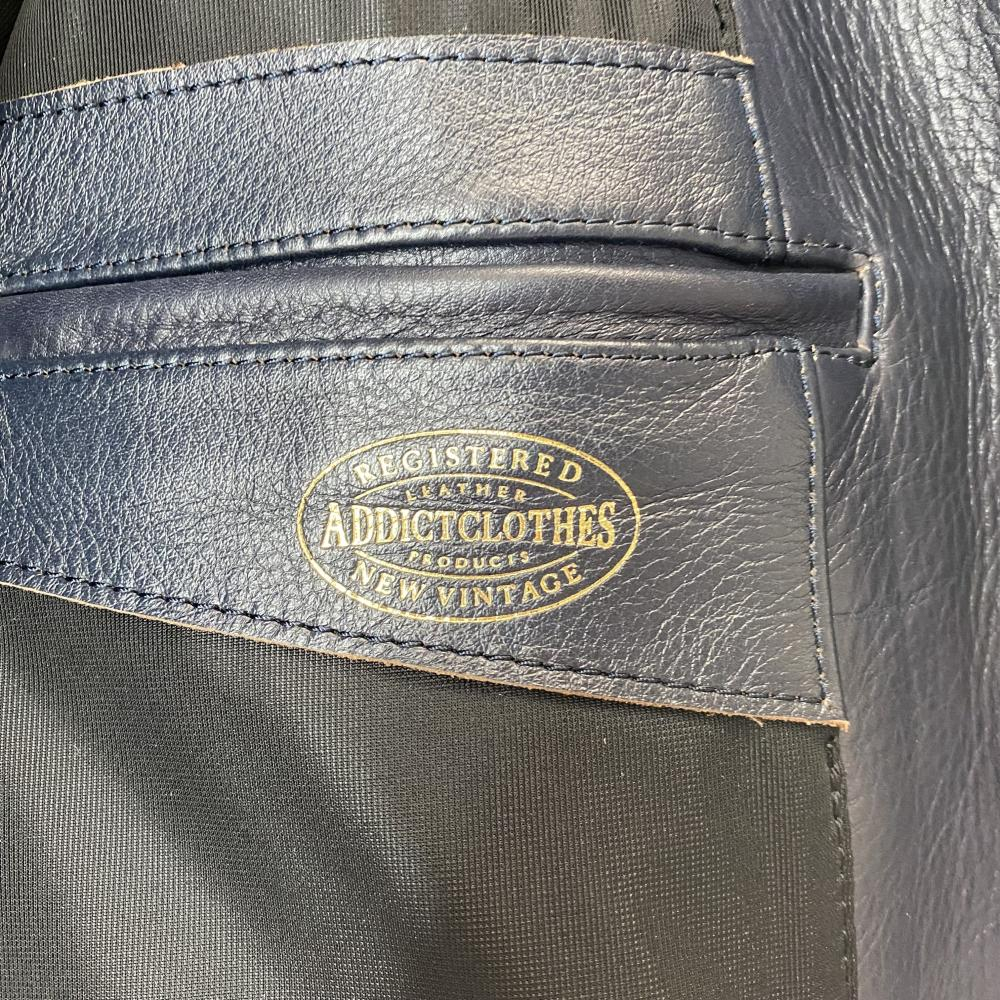 REGISTERED
LEATHER
ADDICTCLOTHES
PRODUCTS
NEW VINTAGE